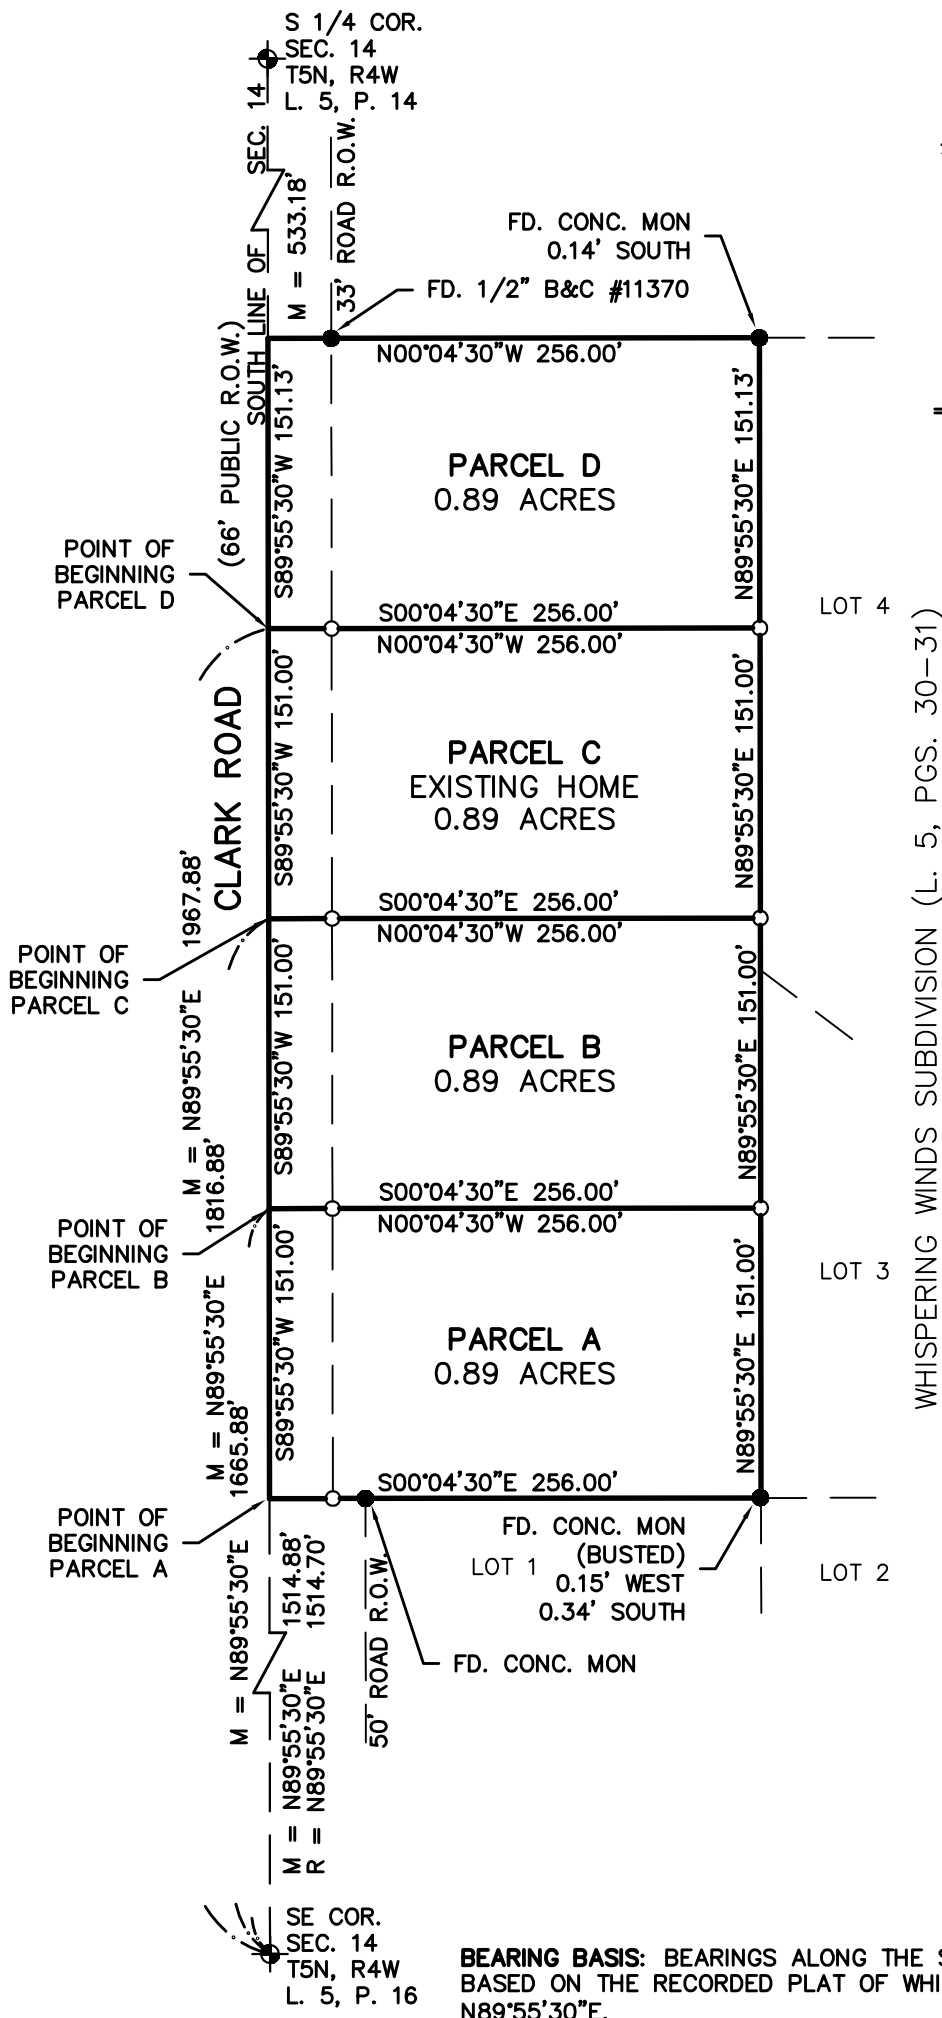 S 1/4 COR.
SEC. 14
T5N, R4W
L. 5, P. 14
SOUTH LINE OF SEC. 14
(66' PUBLIC R.O.W.)
M = 533.18'
33' ROAD R.O.W.
FD. CONC. MON
0.14' SOUTH
FD. 1/2" B&C #11370
N00°04'30"W 256.00'
S89°55'30"W 151.13'
N89°55'30"E 151.13'
PARCEL D
0.89 ACRES
POINT OF
BEGINNING
PARCEL D
S00°04'30"E 256.00'
N00°04'30"W 256.00'
LOT 4
CLARK ROAD
S89°55'30"W 151.00'
N89°55'30"E 151.00'
PARCEL C
EXISTING HOME
0.89 ACRES
WHISPERING WINDS SUBDIVISION (L. 5, PGS. 30-31)
M = N89°55'30"E 1967.88'
POINT OF
BEGINNING
PARCEL C
S00°04'30"E 256.00'
N00°04'30"W 256.00'
S89°55'30"W 151.00'
N89°55'30"E 151.00'
PARCEL B
0.89 ACRES
M = N89°55'30"E
1816.88'
POINT OF
BEGINNING
PARCEL B
S00°04'30"E 256.00'
N00°04'30"W 256.00'
S89°55'30"W 151.00'
N89°55'30"E 151.00'
LOT 3
PARCEL A
0.89 ACRES
M = N89°55'30"E
1665.88'
S00°04'30"E 256.00'
POINT OF
BEGINNING
PARCEL A
FD. CONC. MON
(BUSTED)
0.15' WEST
0.34' SOUTH
LOT 1
LOT 2
FD. CONC. MON
M = N89°55'30"E
M = N89°55'30"E 1514.88'
R = N89°55'30"E 1514.70'
50' ROAD R.O.W.
SE COR.
SEC. 14
T5N, R4W
L. 5, P. 16
BEARING BASIS: BEARINGS ALONG THE
BASED ON THE RECORDED PLAT OF
N89°55'30"E.